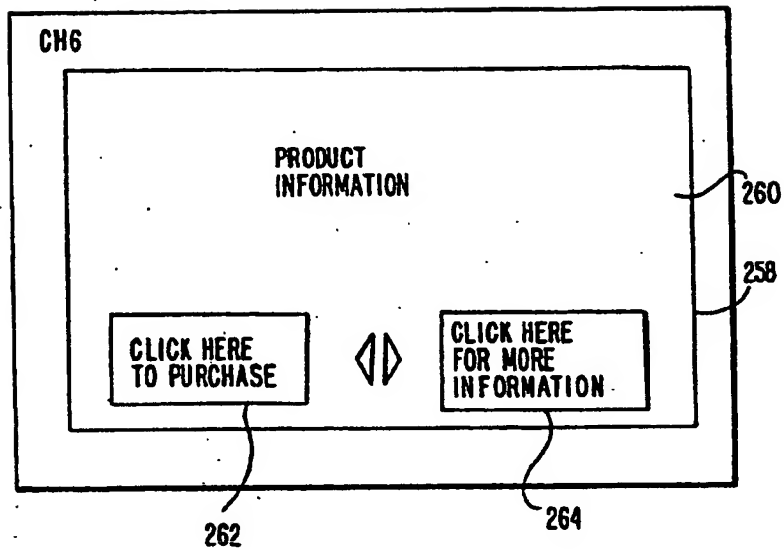 CH6
PRODUCT
INFORMATION
260
258
CLICK HERE
TO PURCHASE
CLICK HERE
FOR MORE
INFORMATION
262
264